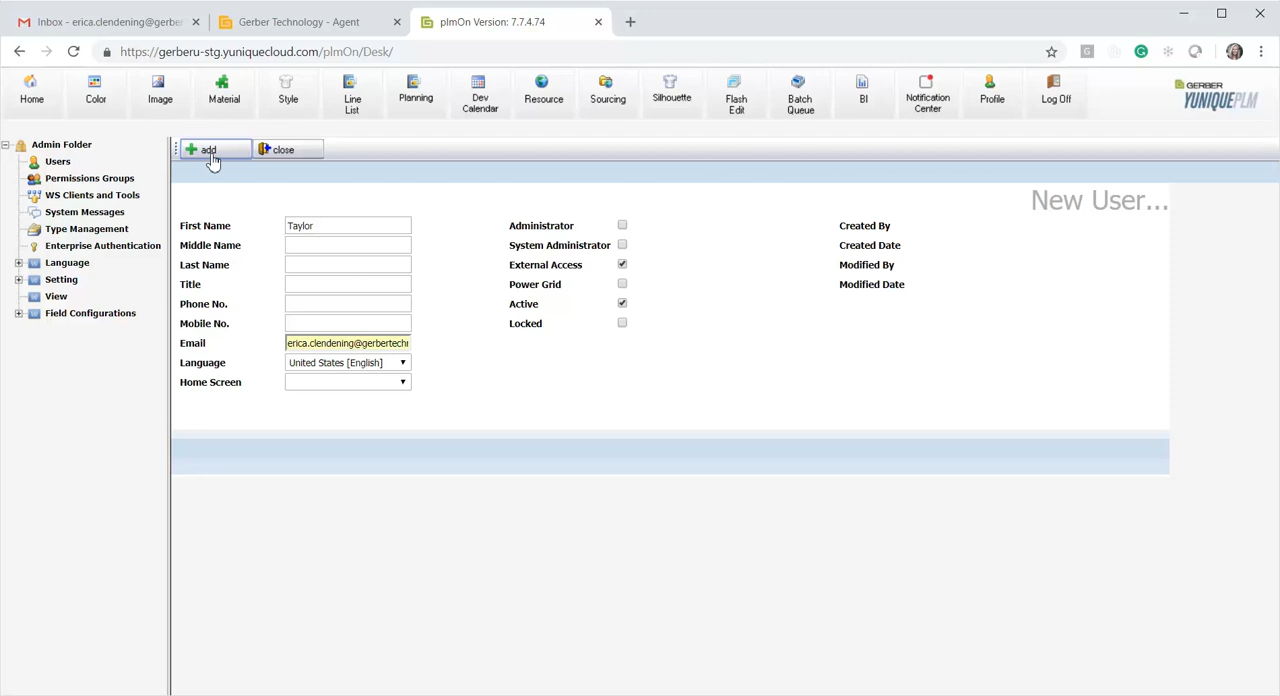 Inbox - erica.clendening@gerber
Gerber Technology - Agent
plmOn Version: 7.7.4.74
https://gerberu-stg.yuniquecloud.com/plmOn/Desk/
Home
Color
Image
Material
Style
Line List
Planning
Dev Calendar
Resource
Sourcing
Silhouette
Flash Edit
Batch Queue
BI
Notification Center
Profile
Log Off
GERBER
YUNIQUEPLM
Admin Folder
Users
Permissions Groups
WS Clients and Tools
System Messages
Type Management
Enterprise Authentication
Language
Setting
View
Field Configurations
add
close
New User...
First Name Taylor
Middle Name
Last Name
Title
Phone No.
Mobile No.
Email erica.clendening@gerbertechn
Language United States [English]
Home Screen
Administrator
System Administrator
External Access
Power Grid
Active
Locked
Created By
Created Date
Modified By
Modified Date